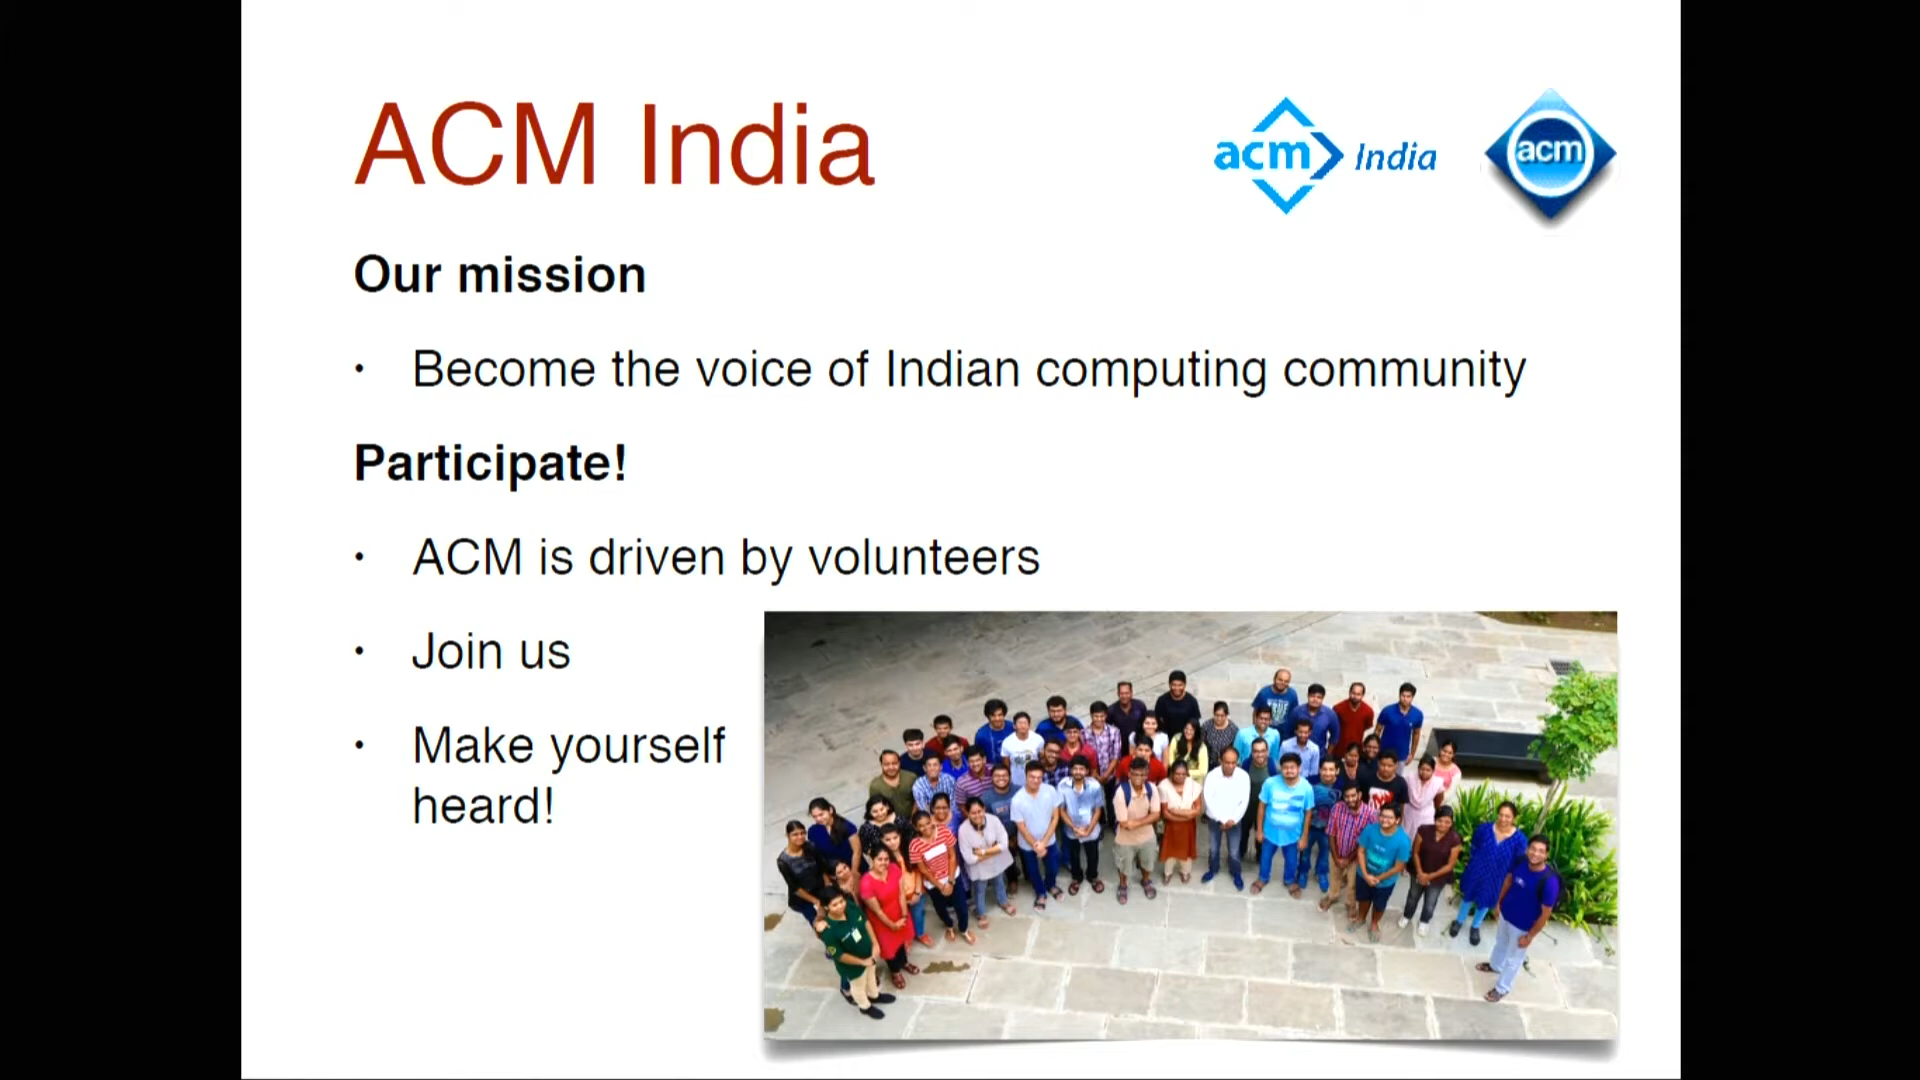 ACM India
acm India
acm
Our mission
• Become the voice of Indian computing community
Participate!
• ACM is driven by volunteers
• Join us
• Make yourself
heard!